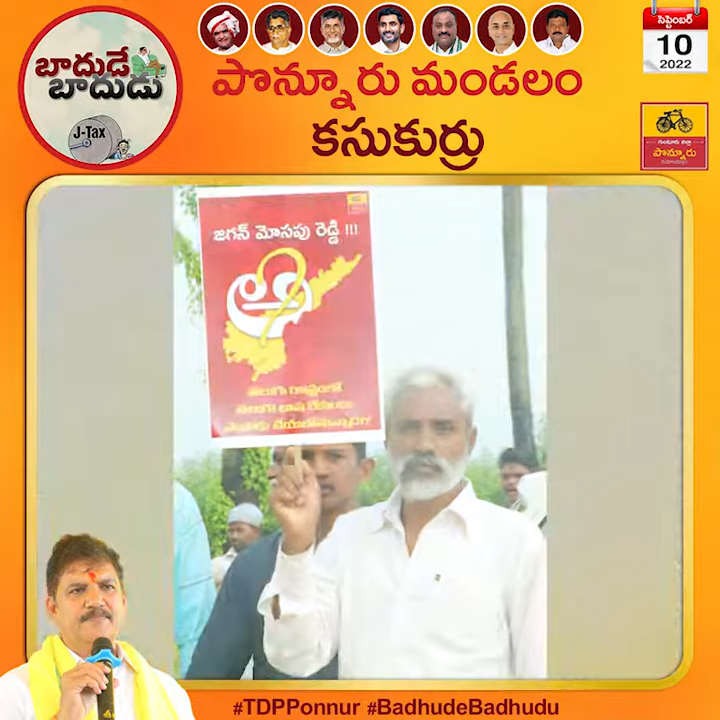 బాదుడే
బాదుడు
J-Tax
పొన్నూరు మండలం
కసుకుర్రు
సెప్టెంబర్
10
2022
గుంటూరు జిల్లా
పొన్నూరు
జగన్ మోసపు రెడ్డి !!!
తెలుగు రాష్ట్రంలో
తెలుగు భాష లేకుండా
#TDPPonnur #BadhudeBadhudu